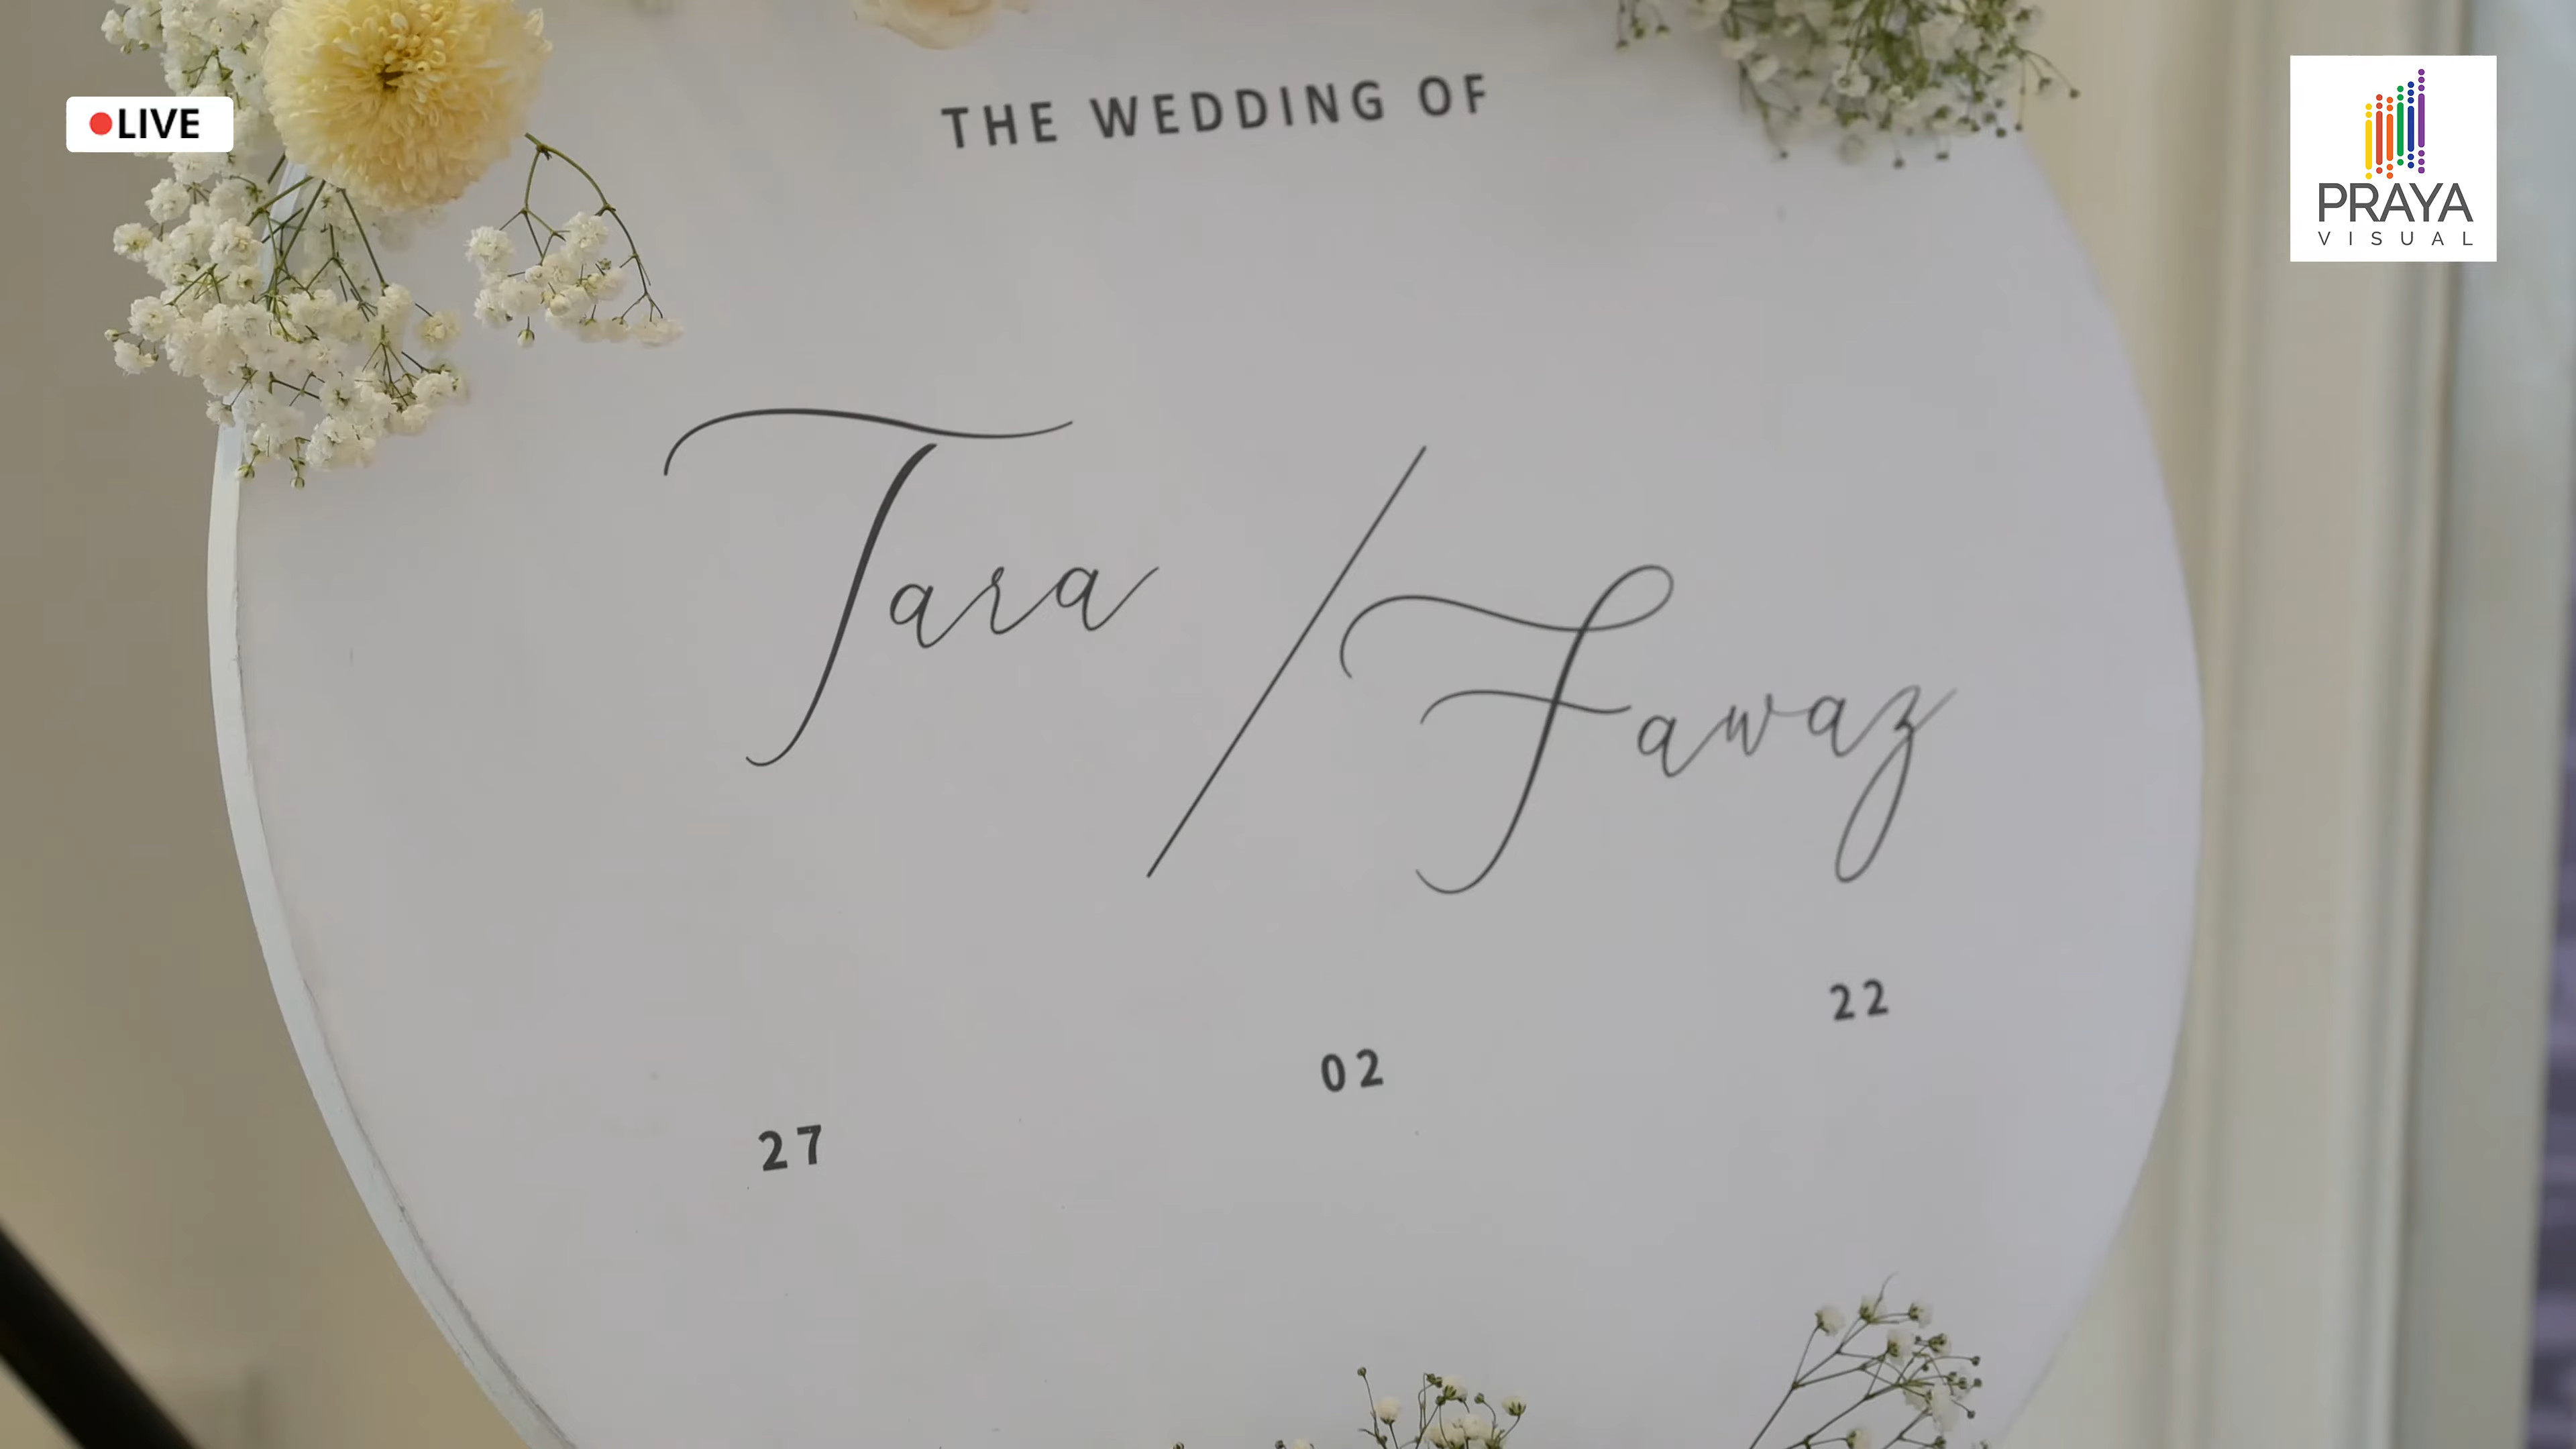 LIVE
PRAYA
VISUAL
THE WEDDING OF
Tara / Fawaz
27 02 22